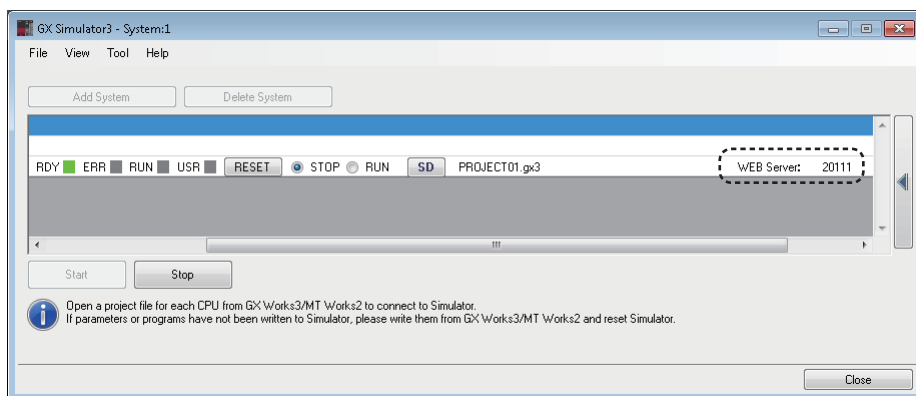 GX Simulator3 - System:1
File View Tool Help
Add System Delete System
RDY ERR RUN USR RESET STOP RUN SD PROJECT01.gx3 WEB Server: 20111
Start Stop
Open a project file for each CPU from GX Works3/MT Works2 to connect to Simulator.
If parameters or programs have not been written to Simulator, please write them from GX Works3/MT Works2 and reset Simulator.
Close